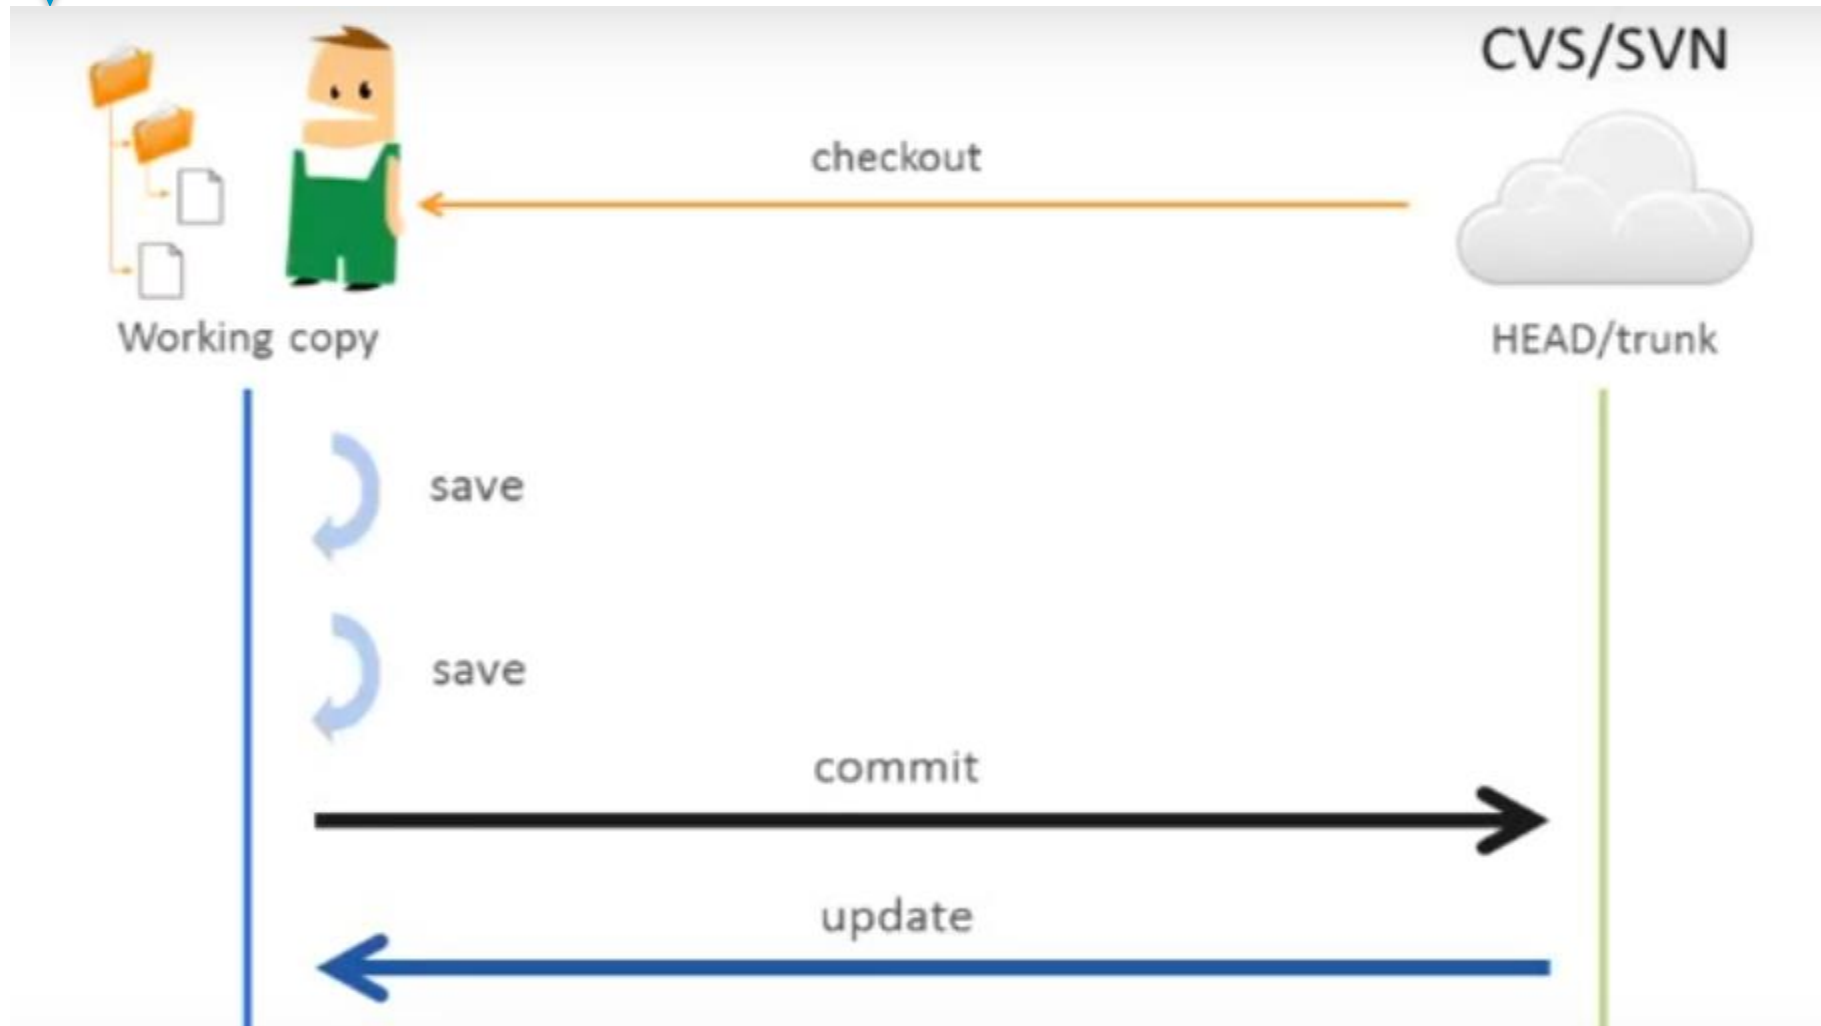 CVS/SVN
checkout
Working copy
HEAD/trunk
save
save
commit
update